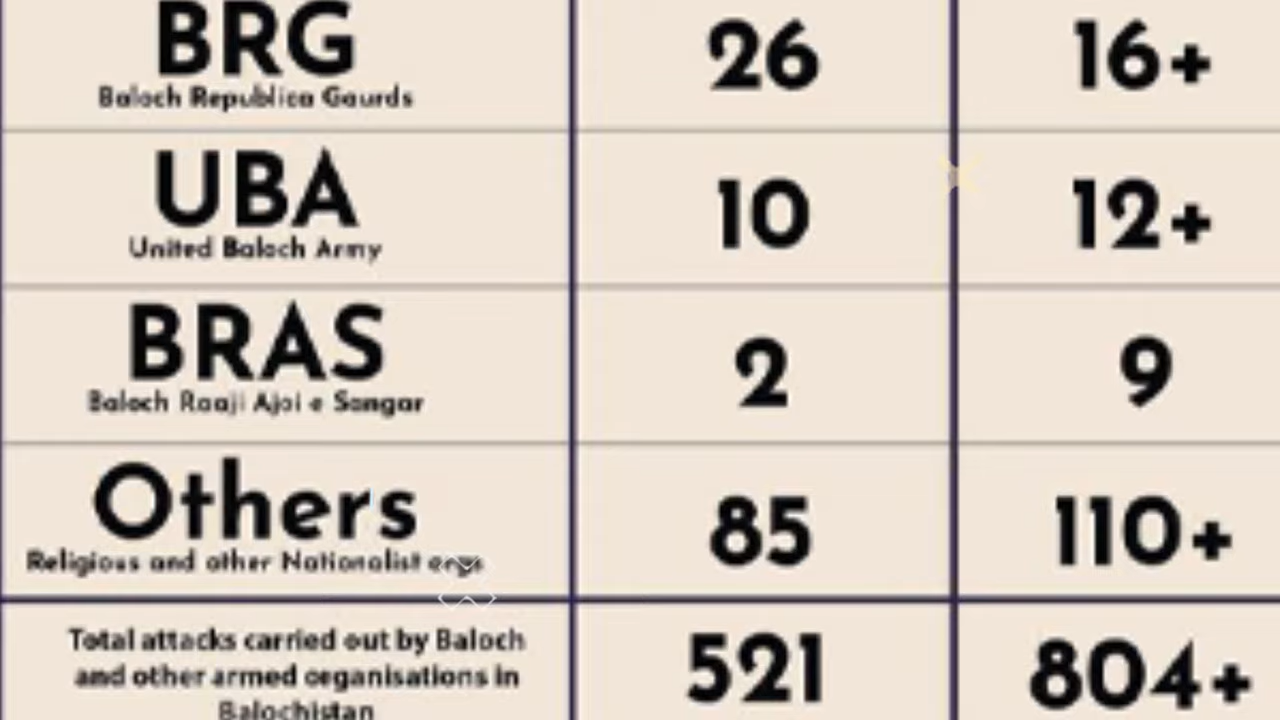 BRG 26 16+
Baloch Republica Gaurds
UBA 10 12+
United Baloch Army
BRAS 2 9
Baloch Raaji Ajoi e Sangar
Others 85 110+
Religious and other Nationalist orgs
Total attacks carried out by Baloch
and other armed organisations in
Balochistan
521 804+